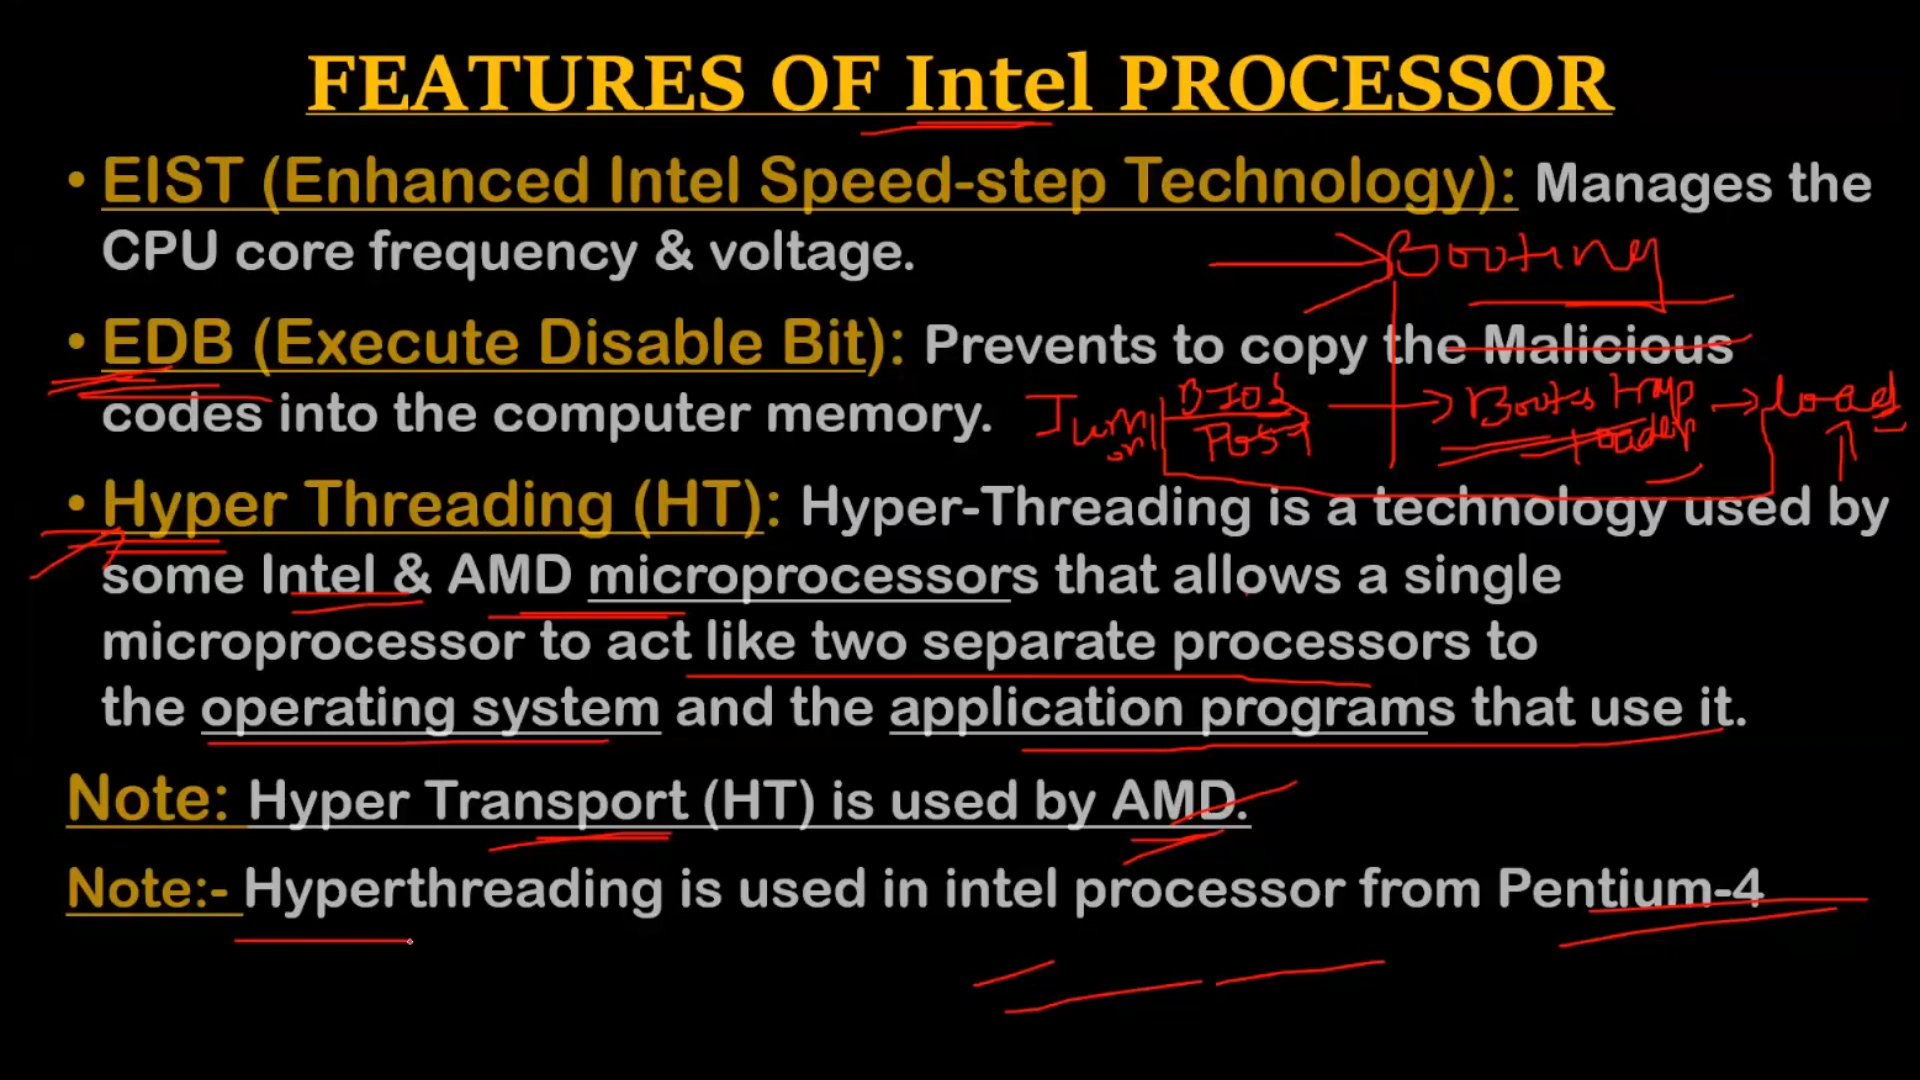 FEATURES OF Intel PROCESSOR
• EIST (Enhanced Intel Speed-step Technology): Manages the
CPU core frequency & voltage.
Booting
• EDB (Execute Disable Bit): Prevents to copy the Malicious
codes into the computer memory.
BIOS
Post
on
load
• Hyper Threading (HT): Hyper-Threading is a technology used by
some Intel & AMD microprocessors that allows a single
microprocessor to act like two separate processors to
the operating system and the application programs that use it.
Note: Hyper Transport (HT) is used by AMD.
Note:- Hyperthreading is used in intel processor from Pentium-4